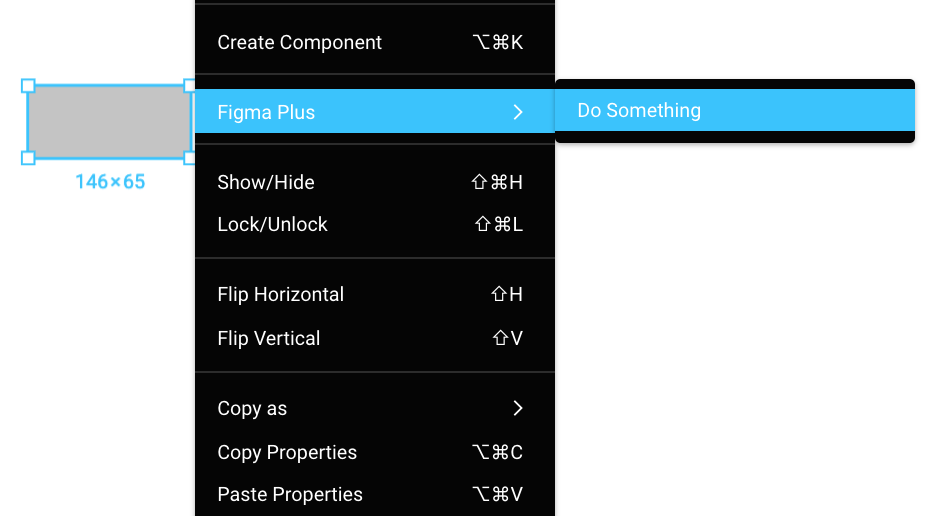 Create Component ⌥⌘K
Figma Plus
Do Something
146×65
Show/Hide ⇧⌘H
Lock/Unlock ⇧⌘L
Flip Horizontal ⇧H
Flip Vertical ⇧V
Copy as
Copy Properties ⌥⌘C
Paste Properties ⌥⌘V